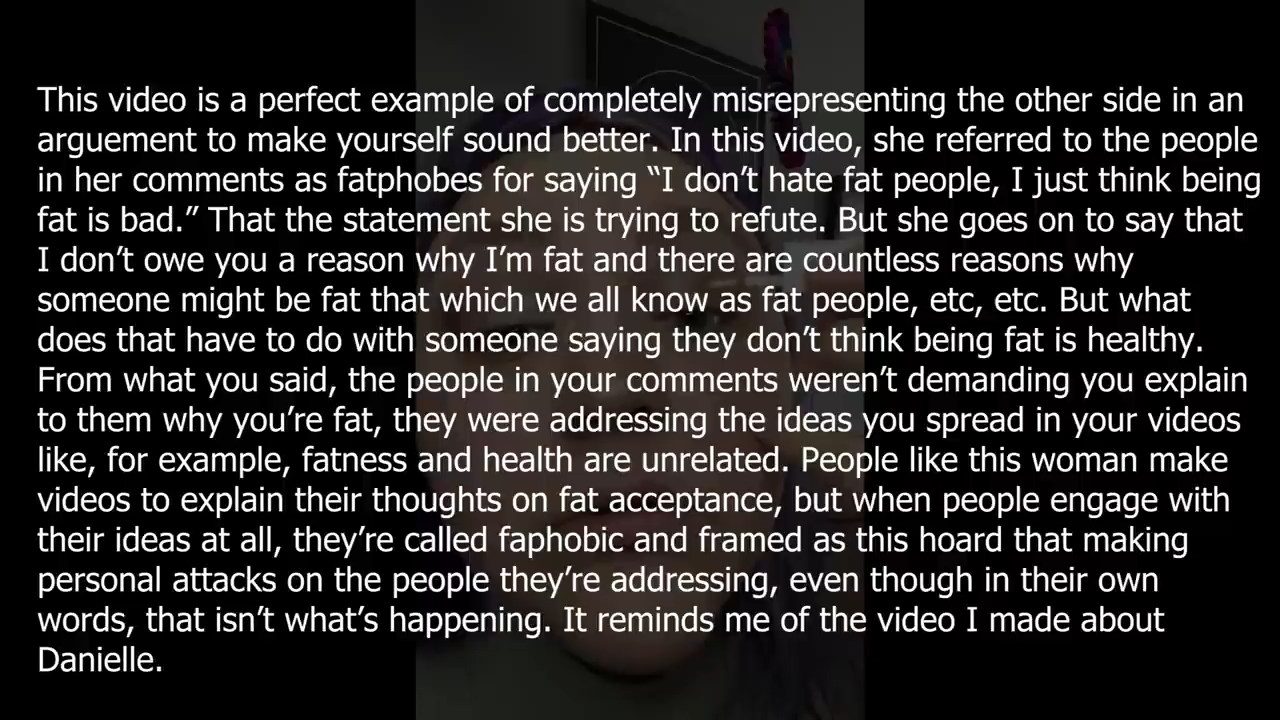 This video is a perfect example of completely misrepresenting the other side in an
arguement to make yourself sound better. In this video, she referred to the people
in her comments as fatphobes for saying “I don’t hate fat people, I just think being
fat is bad.” That the statement she is trying to refute. But she goes on to say that
I don’t owe you a reason why I’m fat and there are countless reasons why
someone might be fat that which we all know as fat people, etc, etc. But what
does that have to do with someone saying they don’t think being fat is healthy.
From what you said, the people in your comments weren’t demanding you explain
to them why you’re fat, they were addressing the ideas you spread in your videos
like, for example, fatness and health are unrelated. People like this woman make
videos to explain their thoughts on fat acceptance, but when people engage with
their ideas at all, they’re called faphobic and framed as this hoard that making
personal attacks on the people they’re addressing, even though in their own
words, that isn’t what’s happening. It reminds me of the video I made about
Danielle.